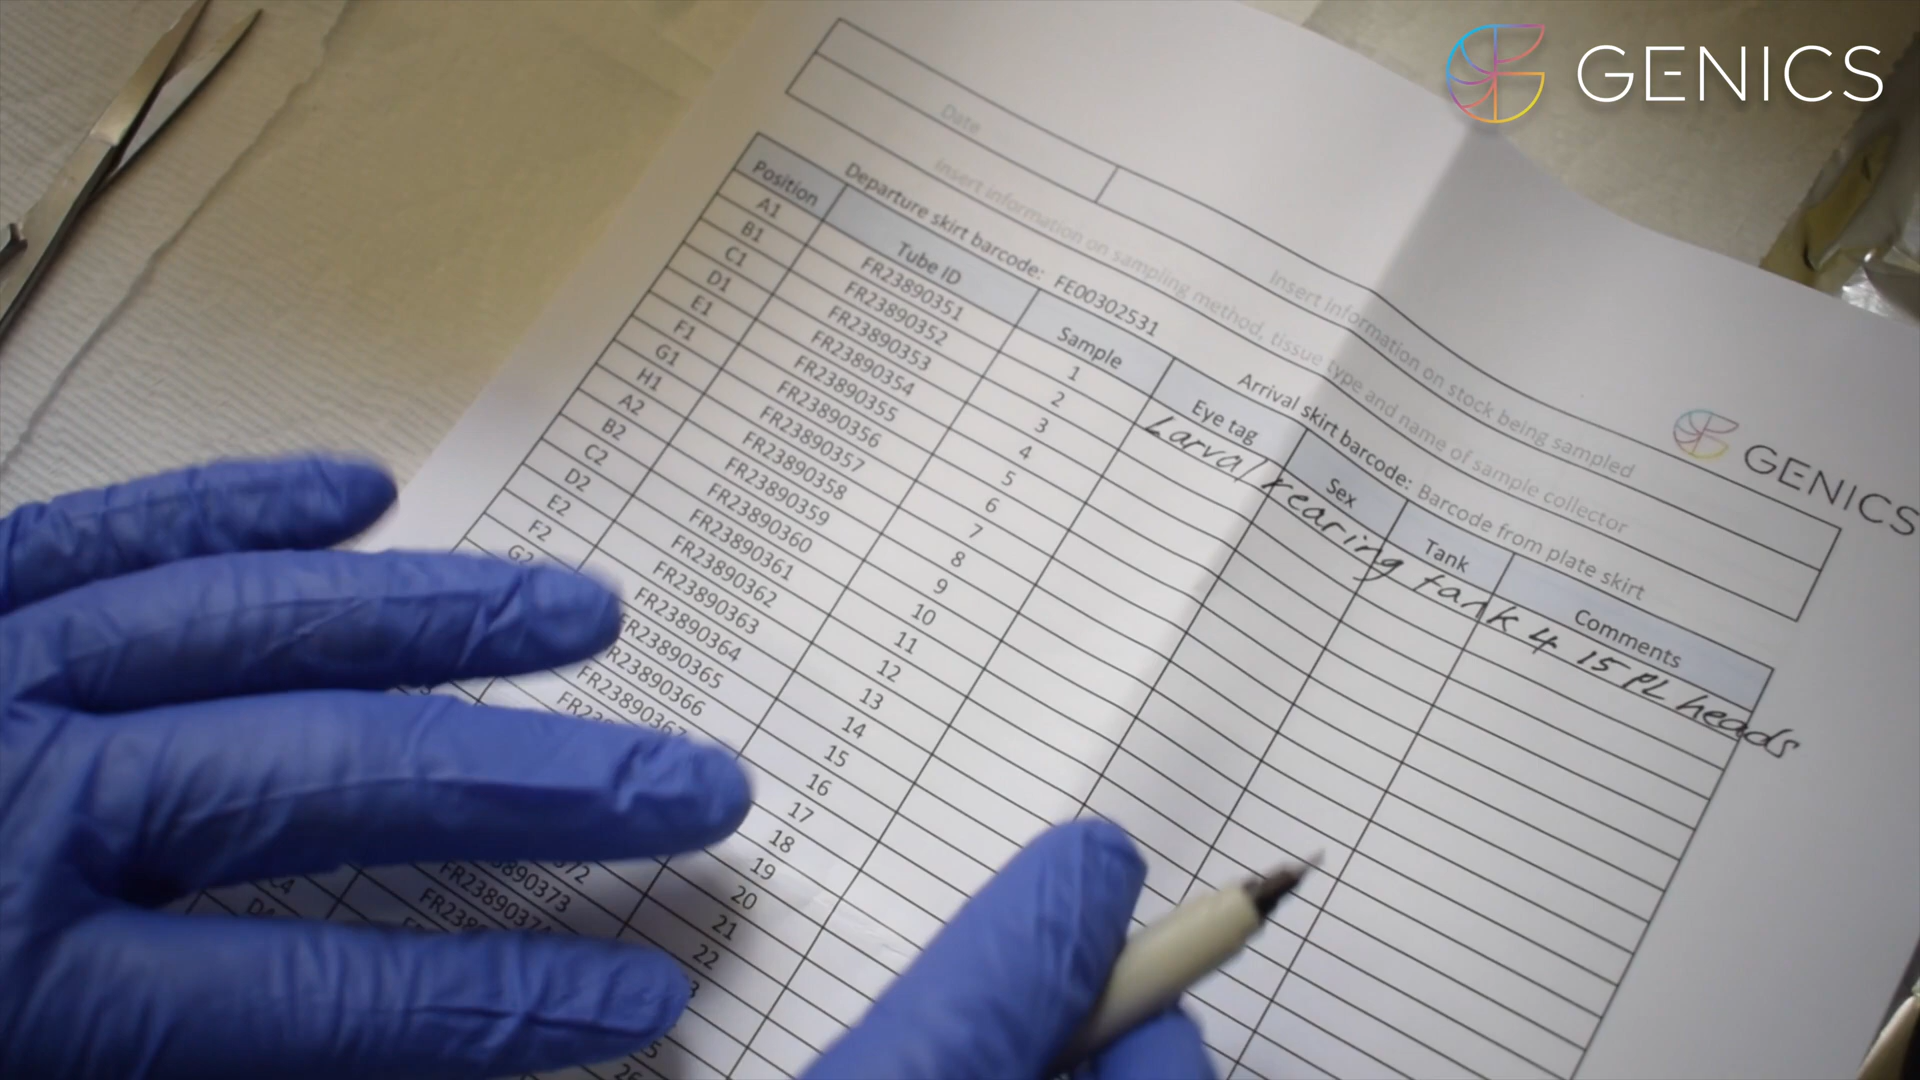 GENICS
GENICS
Date
Insert information on stock being sampled
Insert information on sampling method, tissue type and name of sample collector
Departure skirt barcode: FE00302531 Arrival skirt barcode: Barcode from plate skirt
Position Tube ID Sample Eye tag Sex Tank Comments
A1 FR23890351 1 Larval rearing tank 4 15 PL heads
B1 FR23890352 2
C1 FR23890353 3
D1 FR23890354 4
E1 FR23890355 5
F1 FR23890356 6
G1 FR23890357 7
H1 FR23890358 8
A2 FR23890359 9
B2 FR23890360 10
C2 FR23890361 11
D2 FR23890362 12
E2 FR23890363 13
F2 FR23890364 14
G2 FR23890365 15
FR23890366 16
FR23890367 17
18
19
20
21
22